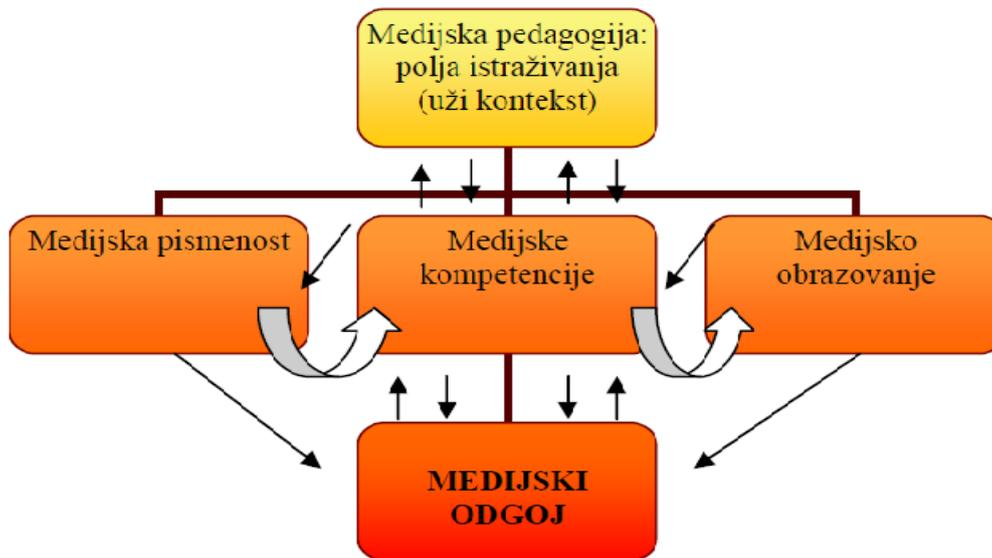 Medijska pedagogija:
polja istraživanja
(uži kontekst)
Medijska pismenost
Medijske
kompetencije
Medijsko
obrazovanje
MEDIJSKI
ODGOJ